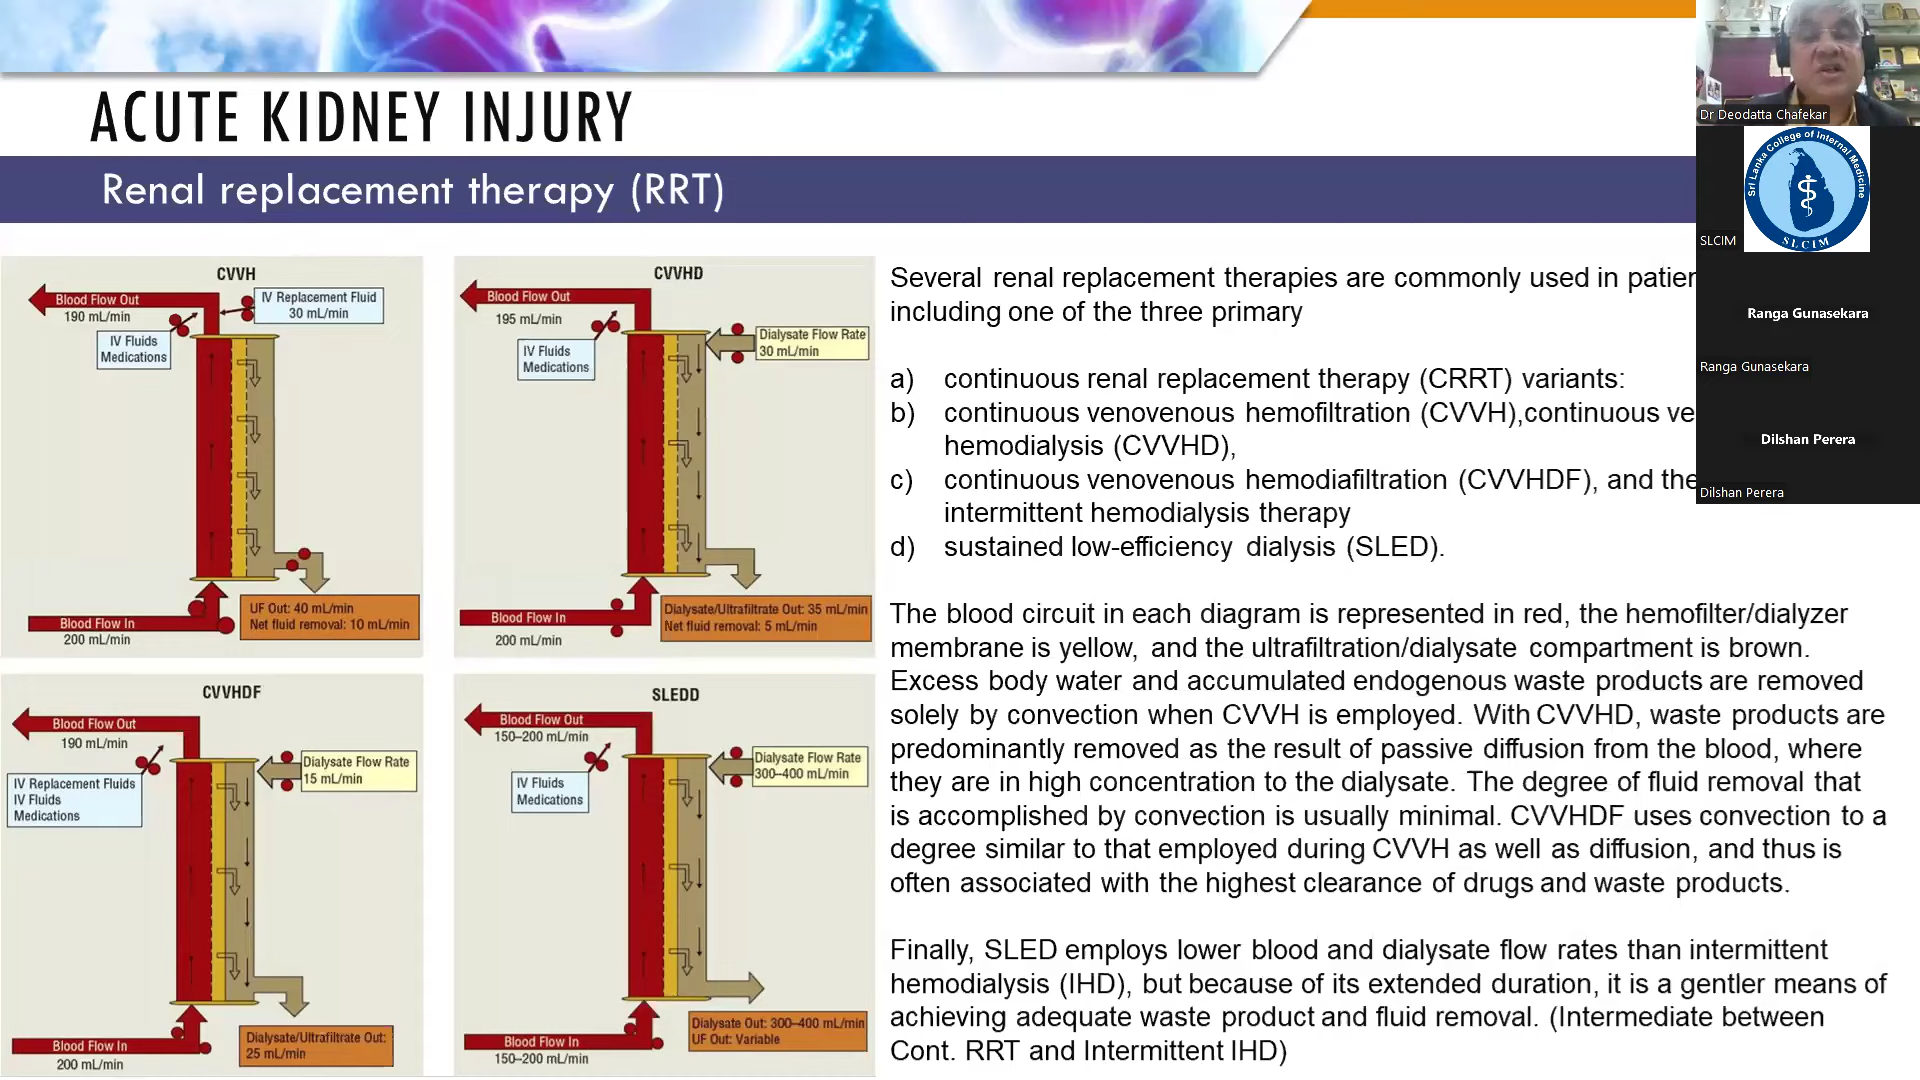 ACUTE KIDNEY INJURY
Renal replacement therapy (RRT)
CVVH
Blood Flow Out
190 mL/min
IV Replacement Fluid
30 mL/min
IV Fluids
Medications
UF Out: 40 mL/min
Net fluid removal: 10 mL/min
Blood Flow In
200 mL/min
CVVHD
Blood Flow Out
195 mL/min
Dialysate Flow Rate
30 mL/min
IV Fluids
Medications
Dialysate/Ultrafiltrate Out: 35 mL/min
Net fluid removal: 5 mL/min
Blood Flow In
200 mL/min
CVVHDF
Blood Flow Out
190 mL/min
Dialysate Flow Rate
15 mL/min
IV Replacement Fluids
IV Fluids
Medications
Dialysate/Ultrafiltrate Out:
25 mL/min
Blood Flow In
200 mL/min
SLEDD
Blood Flow Out
150–200 mL/min
Dialysate Flow Rate
300–400 mL/min
IV Fluids
Medications
Dialysate Out: 300–400 mL/min
UF Out: Variable
Blood Flow In
150–200 mL/min
Several renal replacement therapies are commonly used in patien
including one of the three primary
a) continuous renal replacement therapy (CRRT) variants:
b) continuous venovenous hemofiltration (CVVH),continuous ve
hemodialysis (CVVHD),
c) continuous venovenous hemodiafiltration (CVVHDF), and the
intermittent hemodialysis therapy
d) sustained low-efficiency dialysis (SLED).
The blood circuit in each diagram is represented in red, the hemofilter/dialyzer
membrane is yellow, and the ultrafiltration/dialysate compartment is brown.
Excess body water and accumulated endogenous waste products are removed
solely by convection when CVVH is employed. With CVVHD, waste products are
predominantly removed as the result of passive diffusion from the blood, where
they are in high concentration to the dialysate. The degree of fluid removal that
is accomplished by convection is usually minimal. CVVHDF uses convection to a
degree similar to that employed during CVVH as well as diffusion, and thus is
often associated with the highest clearance of drugs and waste products.
Finally, SLED employs lower blood and dialysate flow rates than intermittent
hemodialysis (IHD), but because of its extended duration, it is a gentler means of
achieving adequate waste product and fluid removal. (Intermediate between
Cont. RRT and Intermittent IHD)
Dr Deodatta Chafekar
Sri Lanka College of Internal Medicine
SLCIM
SLCIM
Ranga Gunasekara
Ranga Gunasekara
Dilshan Perera
Dilshan Perera